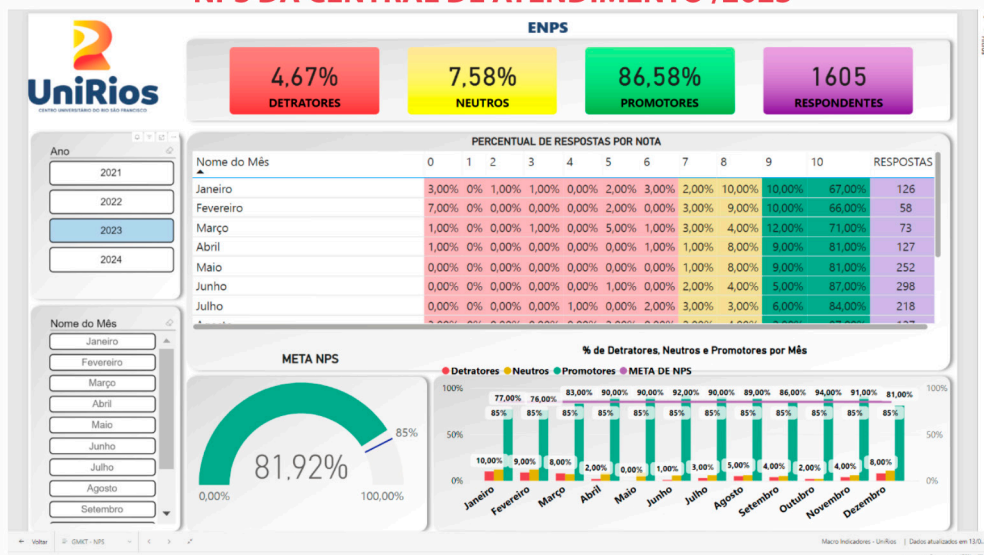 NPS DA CENTRAL DE ATENDIMENTO /2023
ENPS
UniRios
CENTRO UNIVERSITÁRIO DO RIO SÃO FRANCISCO
4,67%
DETRATORES
7,58%
NEUTROS
86,58%
PROMOTORES
1605
RESPONDENTES
Ano
2021
2022
2023
2024
PERCENTUAL DE RESPOSTAS POR NOTA
Nome do Mês 0 1 2 3 4 5 6 7 8 9 10 RESPOSTAS
Janeiro 3,00% 0% 1,00% 1,00% 0,00% 2,00% 3,00% 2,00% 10,00% 10,00% 67,00% 126
Fevereiro 7,00% 0% 0,00% 0,00% 0,00% 2,00% 0,00% 3,00% 9,00% 10,00% 66,00% 58
Março 1,00% 0% 0,00% 1,00% 0,00% 5,00% 1,00% 3,00% 4,00% 12,00% 71,00% 73
Abril 1,00% 0% 0,00% 0,00% 0,00% 0,00% 1,00% 1,00% 8,00% 9,00% 81,00% 127
Maio 0,00% 0% 0,00% 0,00% 0,00% 0,00% 0,00% 1,00% 8,00% 9,00% 81,00% 252
Junho 0,00% 0% 0,00% 0,00% 0,00% 1,00% 0,00% 2,00% 4,00% 5,00% 87,00% 298
Julho 0,00% 0% 0,00% 0,00% 1,00% 0,00% 2,00% 3,00% 3,00% 6,00% 84,00% 218
Nome do Mês
Janeiro
Fevereiro
Março
Abril
Maio
Junho
Julho
Agosto
Setembro
META NPS
85%
81,92%
0,00% 100,00%
% de Detratores, Neutros e Promotores por Mês
Detratores Neutros Promotores META DE NPS
100% 77,00% 76,00% 83,00% 90,00% 90,00% 92,00% 90,00% 90,00% 89,00% 86,00% 94,00% 91,00% 81,00% 100%
85% 85% 85% 85% 85% 85% 85% 85% 85% 85% 85% 85%
50% 50%
10,00% 9,00% 8,00% 2,00% 0,00% 1,00% 3,00% 5,00% 4,00% 2,00% 4,00% 8,00%
0% 0%
Janeiro Fevereiro Março Abril Maio Junho Julho Agosto Setembro Outubro Novembro Dezembro
Voltar GMKT - NPS
Macro Indicadores - UniRios | Dados atualizados em 13/0...